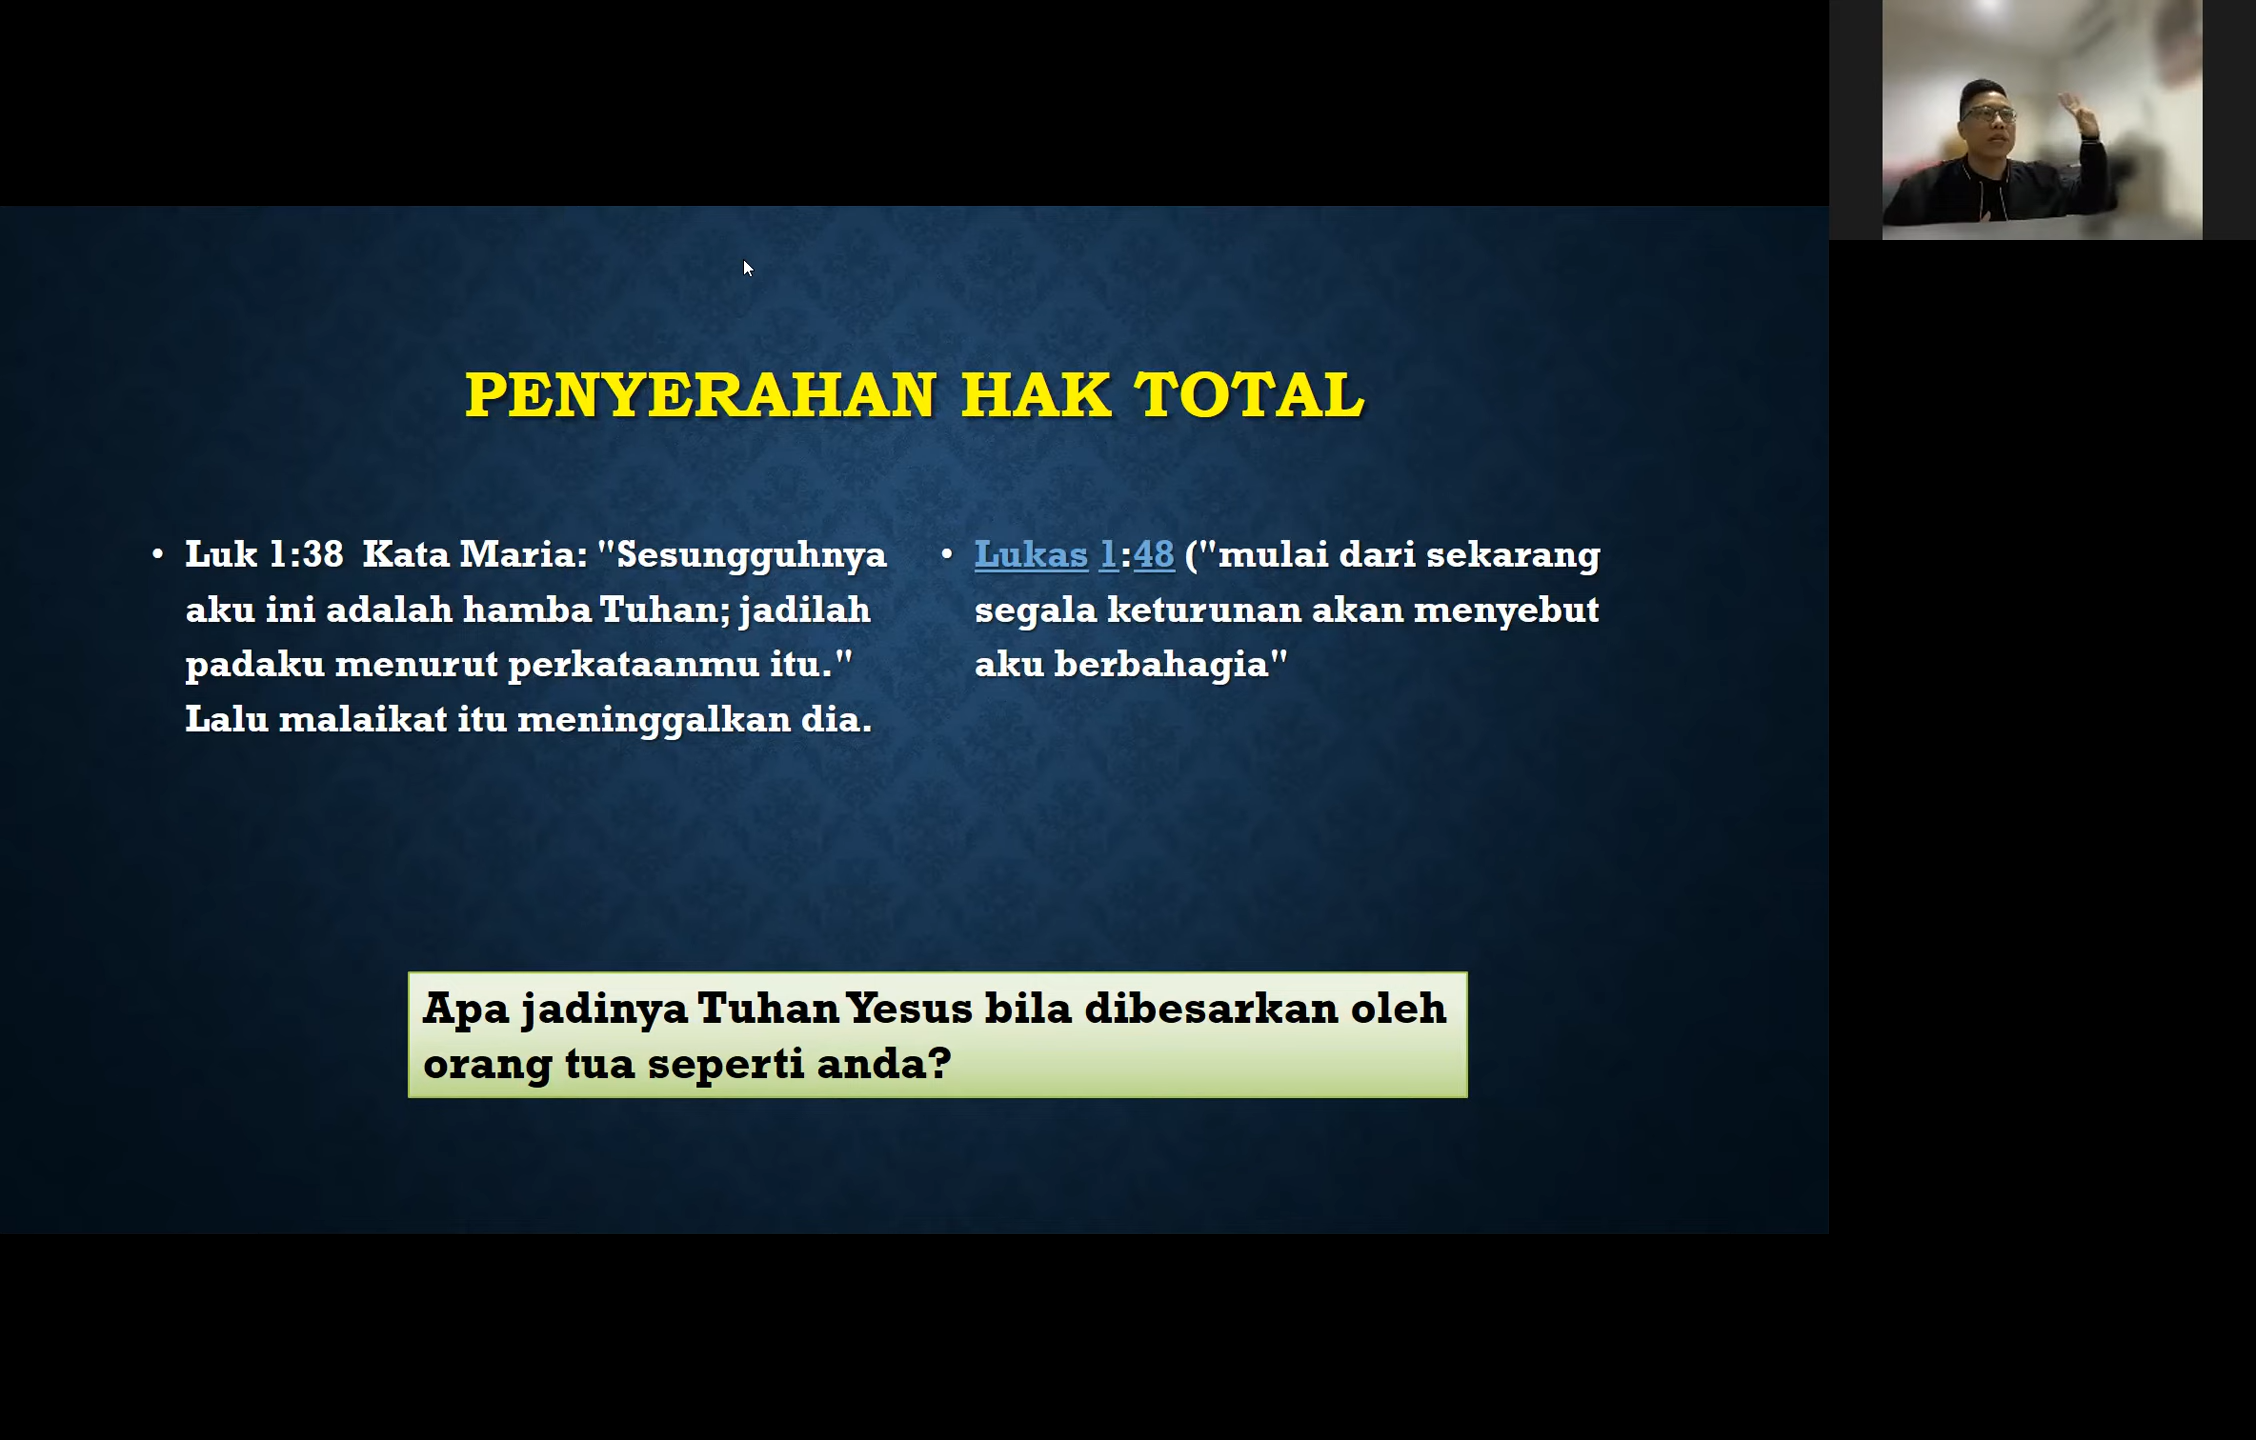 PENYERAHAN HAK TOTAL
• Luk 1:38  Kata Maria: "Sesungguhnya
aku ini adalah hamba Tuhan; jadilah
padaku menurut perkataanmu itu."
Lalu malaikat itu meninggalkan dia.
• Lukas 1:48 ("mulai dari sekarang
segala keturunan akan menyebut
aku berbahagia"
Apa jadinya Tuhan Yesus bila dibesarkan oleh
orang tua seperti anda?